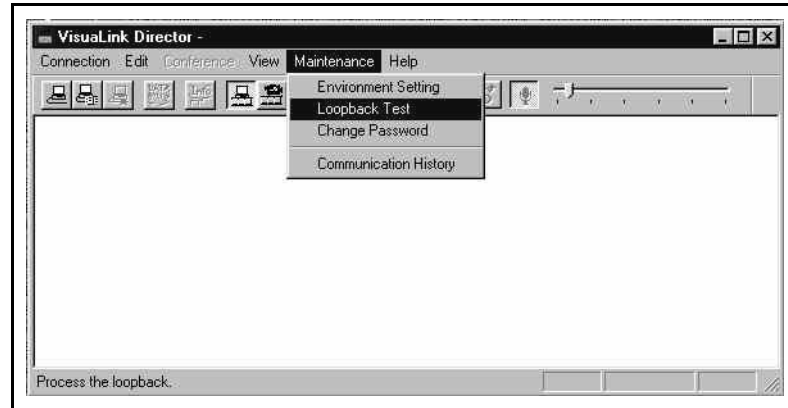 VisuaLink Director -
Connection Edit Conference View Maintenance Help
Environment Setting
Loopback Test
Change Password
Communication History
Process the loopback.